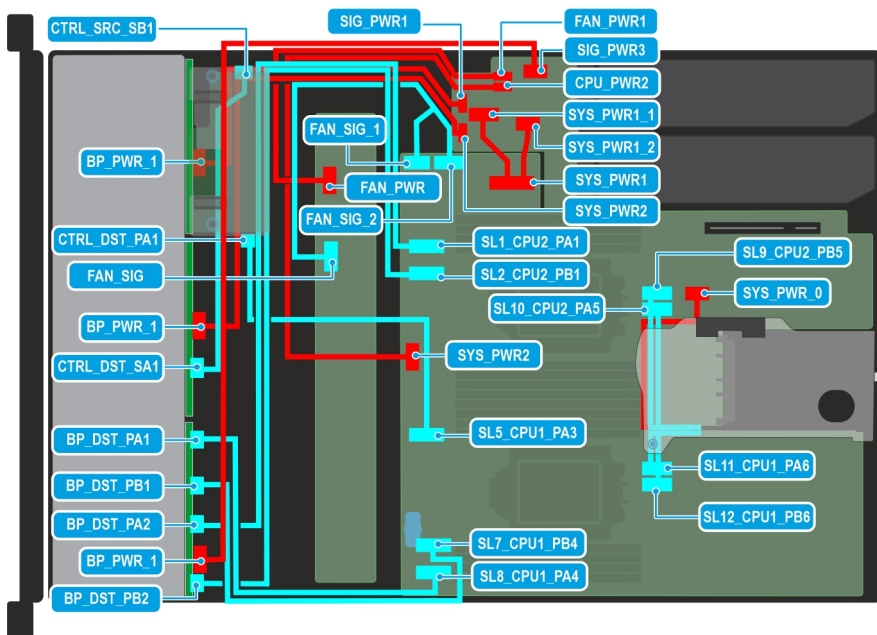 SIG_PWR1
FAN_PWR1
CTRL_SRC_SB1
SIG_PWR3
CPU_PWR2
SYS_PWR1_1
FAN_SIG_1
SYS_PWR1_2
BP_PWR_1
FAN_PWR
SYS_PWR1
FAN_SIG_2
SYS_PWR2
CTRL_DST_PA1
SL1_CPU2_PA1
SL9_CPU2_PB5
FAN_SIG
SL2_CPU2_PB1
SYS_PWR_0
SL10_CPU2_PA5
BP_PWR_1
SYS_PWR2
CTRL_DST_SA1
SL5_CPU1_PA3
BP_DST_PA1
SL11_CPU1_PA6
BP_DST_PB1
SL12_CPU1_PB6
BP_DST_PA2
SL7_CPU1_PB4
BP_PWR_1
SL8_CPU1_PA4
BP_DST_PB2